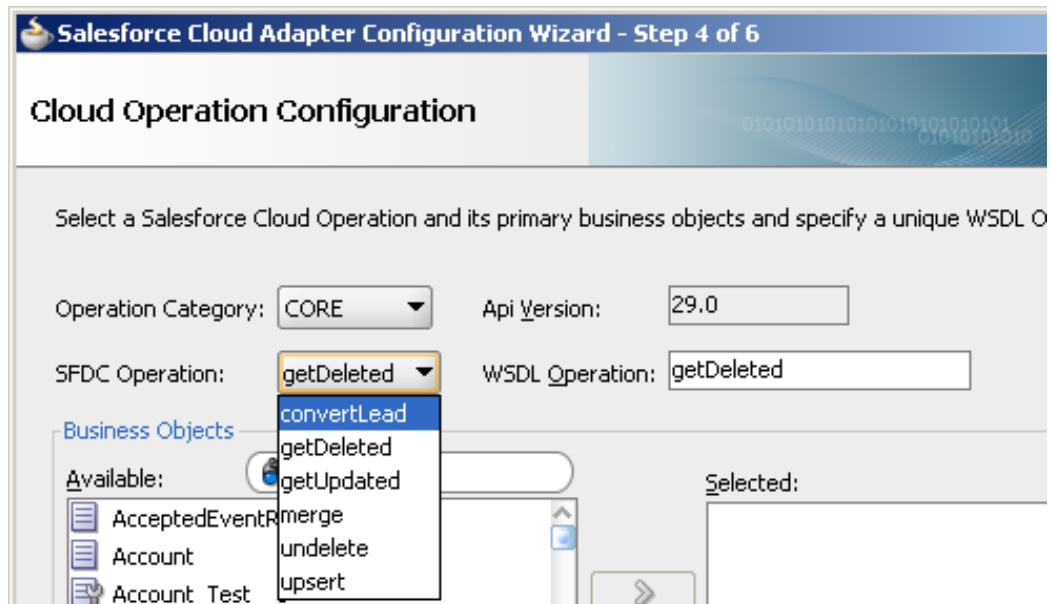 Salesforce Cloud Adapter Configuration Wizard - Step 4 of 6
Cloud Operation Configuration
010101010101010101010101010101
01010101010
Select a Salesforce Cloud Operation and its primary business objects and specify a unique WSDL O
Operation Category: CORE Api Version: 29.0
SFDC Operation: getDeleted WSDL Operation: getDeleted
convertLead
Business Objects
getDeleted
Available: getUpdated Selected:
AcceptedEventR merge
Account undelete
Account_Test upsert